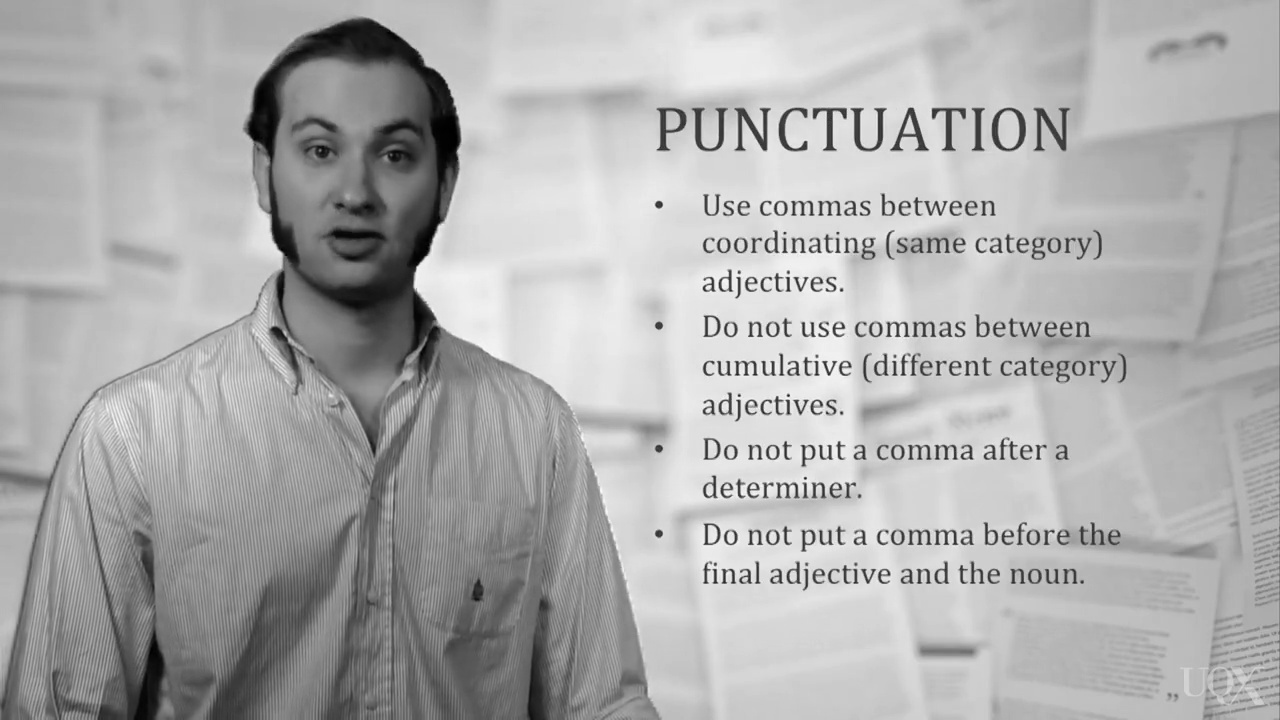 PUNCTUATION
• Use commas between
coordinating (same category)
adjectives.
• Do not use commas between
cumulative (different category)
adjectives.
• Do not put a comma after a
determiner.
• Do not put a comma before the
final adjective and the noun.
UQX